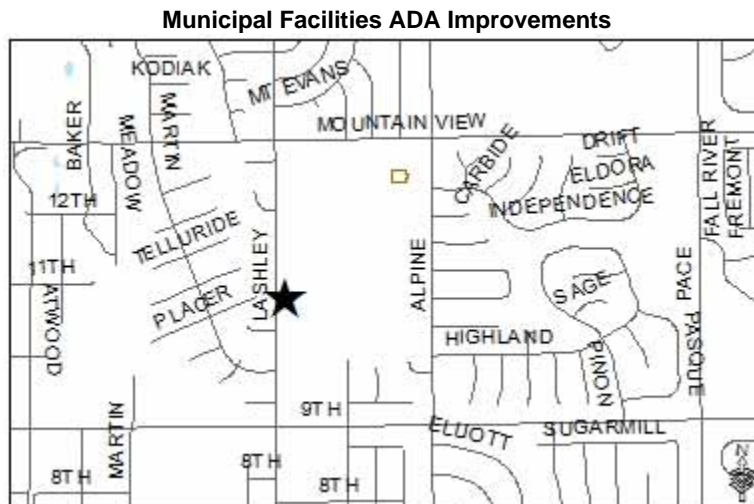 Municipal Facilities ADA Improvements
KODIAK
MT EVANS
MOUNTAIN VIEW
BAKER
MEADOW
MARTIN
CARBIDE
DRIFT
ELDORA
INDEPENDENCE
FALL RIVER
FREMONT
12TH
TELLURIDE
LASHLEY
ALPINE
11TH
ATWOOD
PLACER
SAGE
PACE
HIGHLAND
PINON
PASQUE
9TH
ELLIOTT
SUGARMILL
MARTIN
8TH
8TH
8TH
N